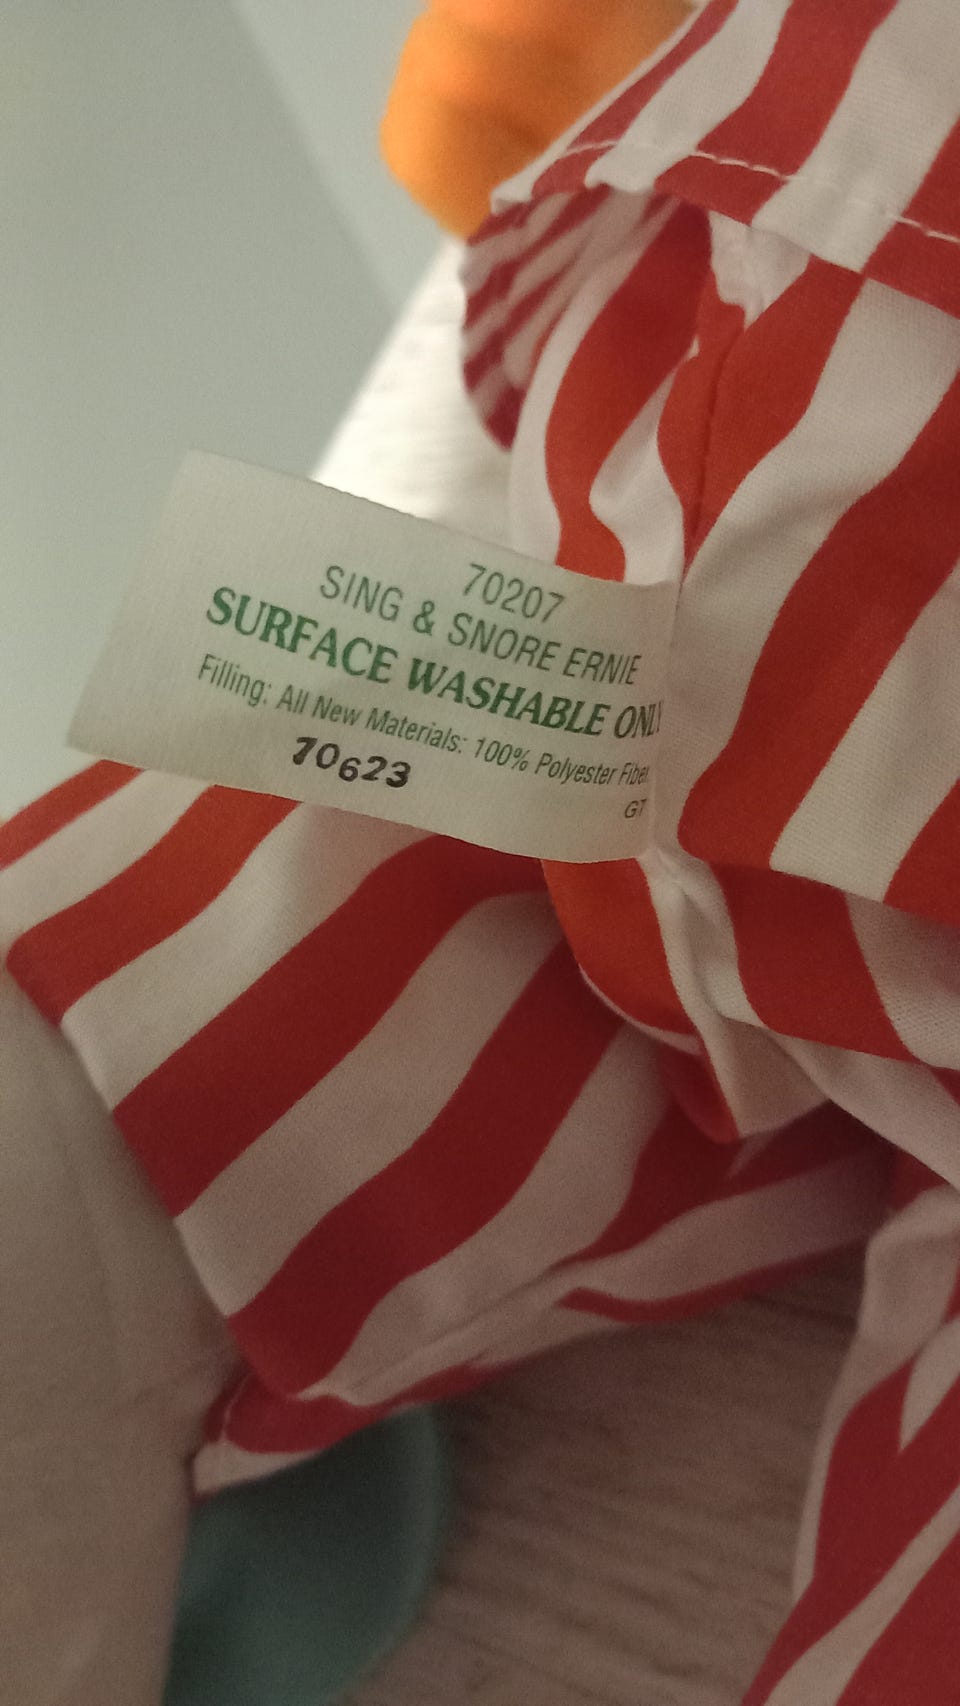 70207
SING & SNORE ERNIE
SURFACE WASHABLE ONLY
Filling: All New Materials: 100% Polyester Fiber.
70623
GT